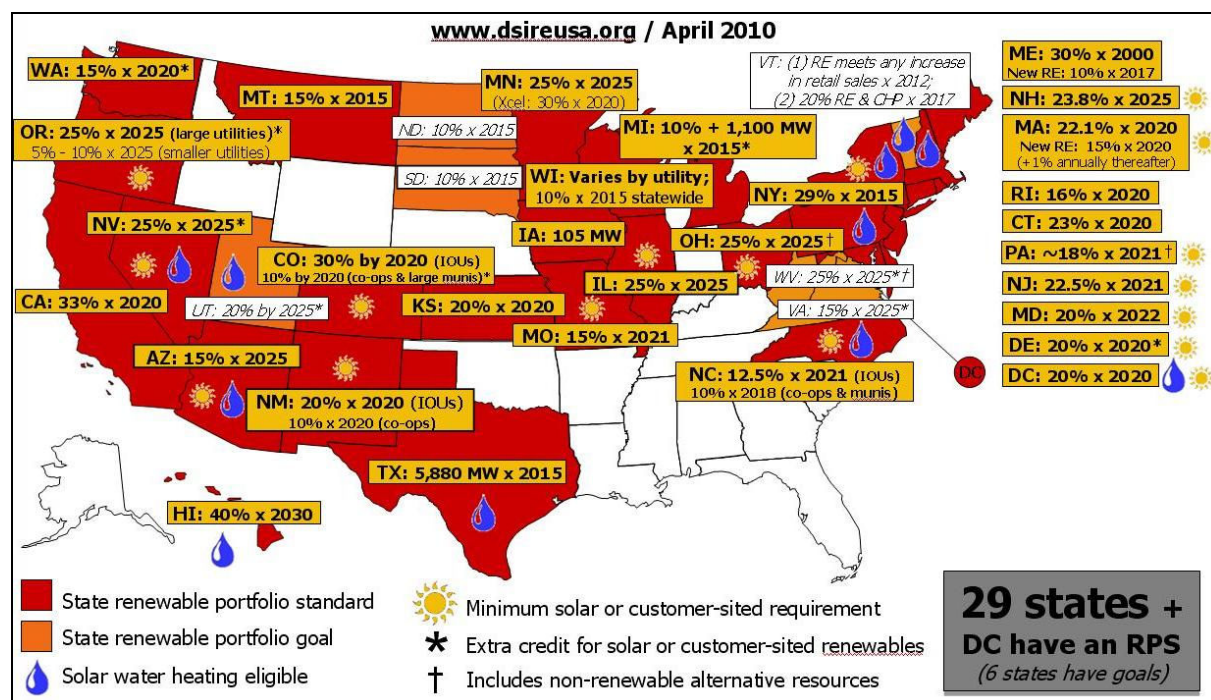 www.dsireusa.org / April 2010
WA: 15% x 2020*
MT: 15% x 2015
MN: 25% x 2025
(Xcel: 30% x 2020)
VT: (1) RE meets any increase
in retail sales x 2012;
(2) 20% RE & CHP x 2017
ME: 30% x 2000
New RE: 10% x 2017
NH: 23.8% x 2025
OR: 25% x 2025 (large utilities)*
5% - 10% x 2025 (smaller utilities)
ND: 10% x 2015
MI: 10% + 1,100 MW
x 2015*
MA: 22.1% x 2020
New RE: 15% x 2020
(+1% annually thereafter)
SD: 10% x 2015
WI: Varies by utility;
10% x 2015 statewide
NY: 29% x 2015
RI: 16% x 2020
CT: 23% x 2020
NV: 25% x 2025*
IA: 105 MW
OH: 25% x 2025†
PA: ~18% x 2021†
CO: 30% by 2020 (IOUs)
10% by 2020 (co-ops & large munis)*
WV: 25% x 2025*†
IL: 25% x 2025
NJ: 22.5% x 2021
CA: 33% x 2020
UT: 20% by 2025*
KS: 20% x 2020
VA: 15% x 2025*
MD: 20% x 2022
MO: 15% x 2021
DE: 20% x 2020*
AZ: 15% x 2025
DC
DC: 20% x 2020
NC: 12.5% x 2021 (IOUs)
10% x 2018 (co-ops & munis)
NM: 20% x 2020 (IOUs)
10% x 2020 (co-ops)
TX: 5,880 MW x 2015
HI: 40% x 2030
State renewable portfolio standard
State renewable portfolio goal
Solar water heating eligible
Minimum solar or customer-sited requirement
* Extra credit for solar or customer-sited renewables
† Includes non-renewable alternative resources
29 states +
DC have an RPS
(6 states have goals)